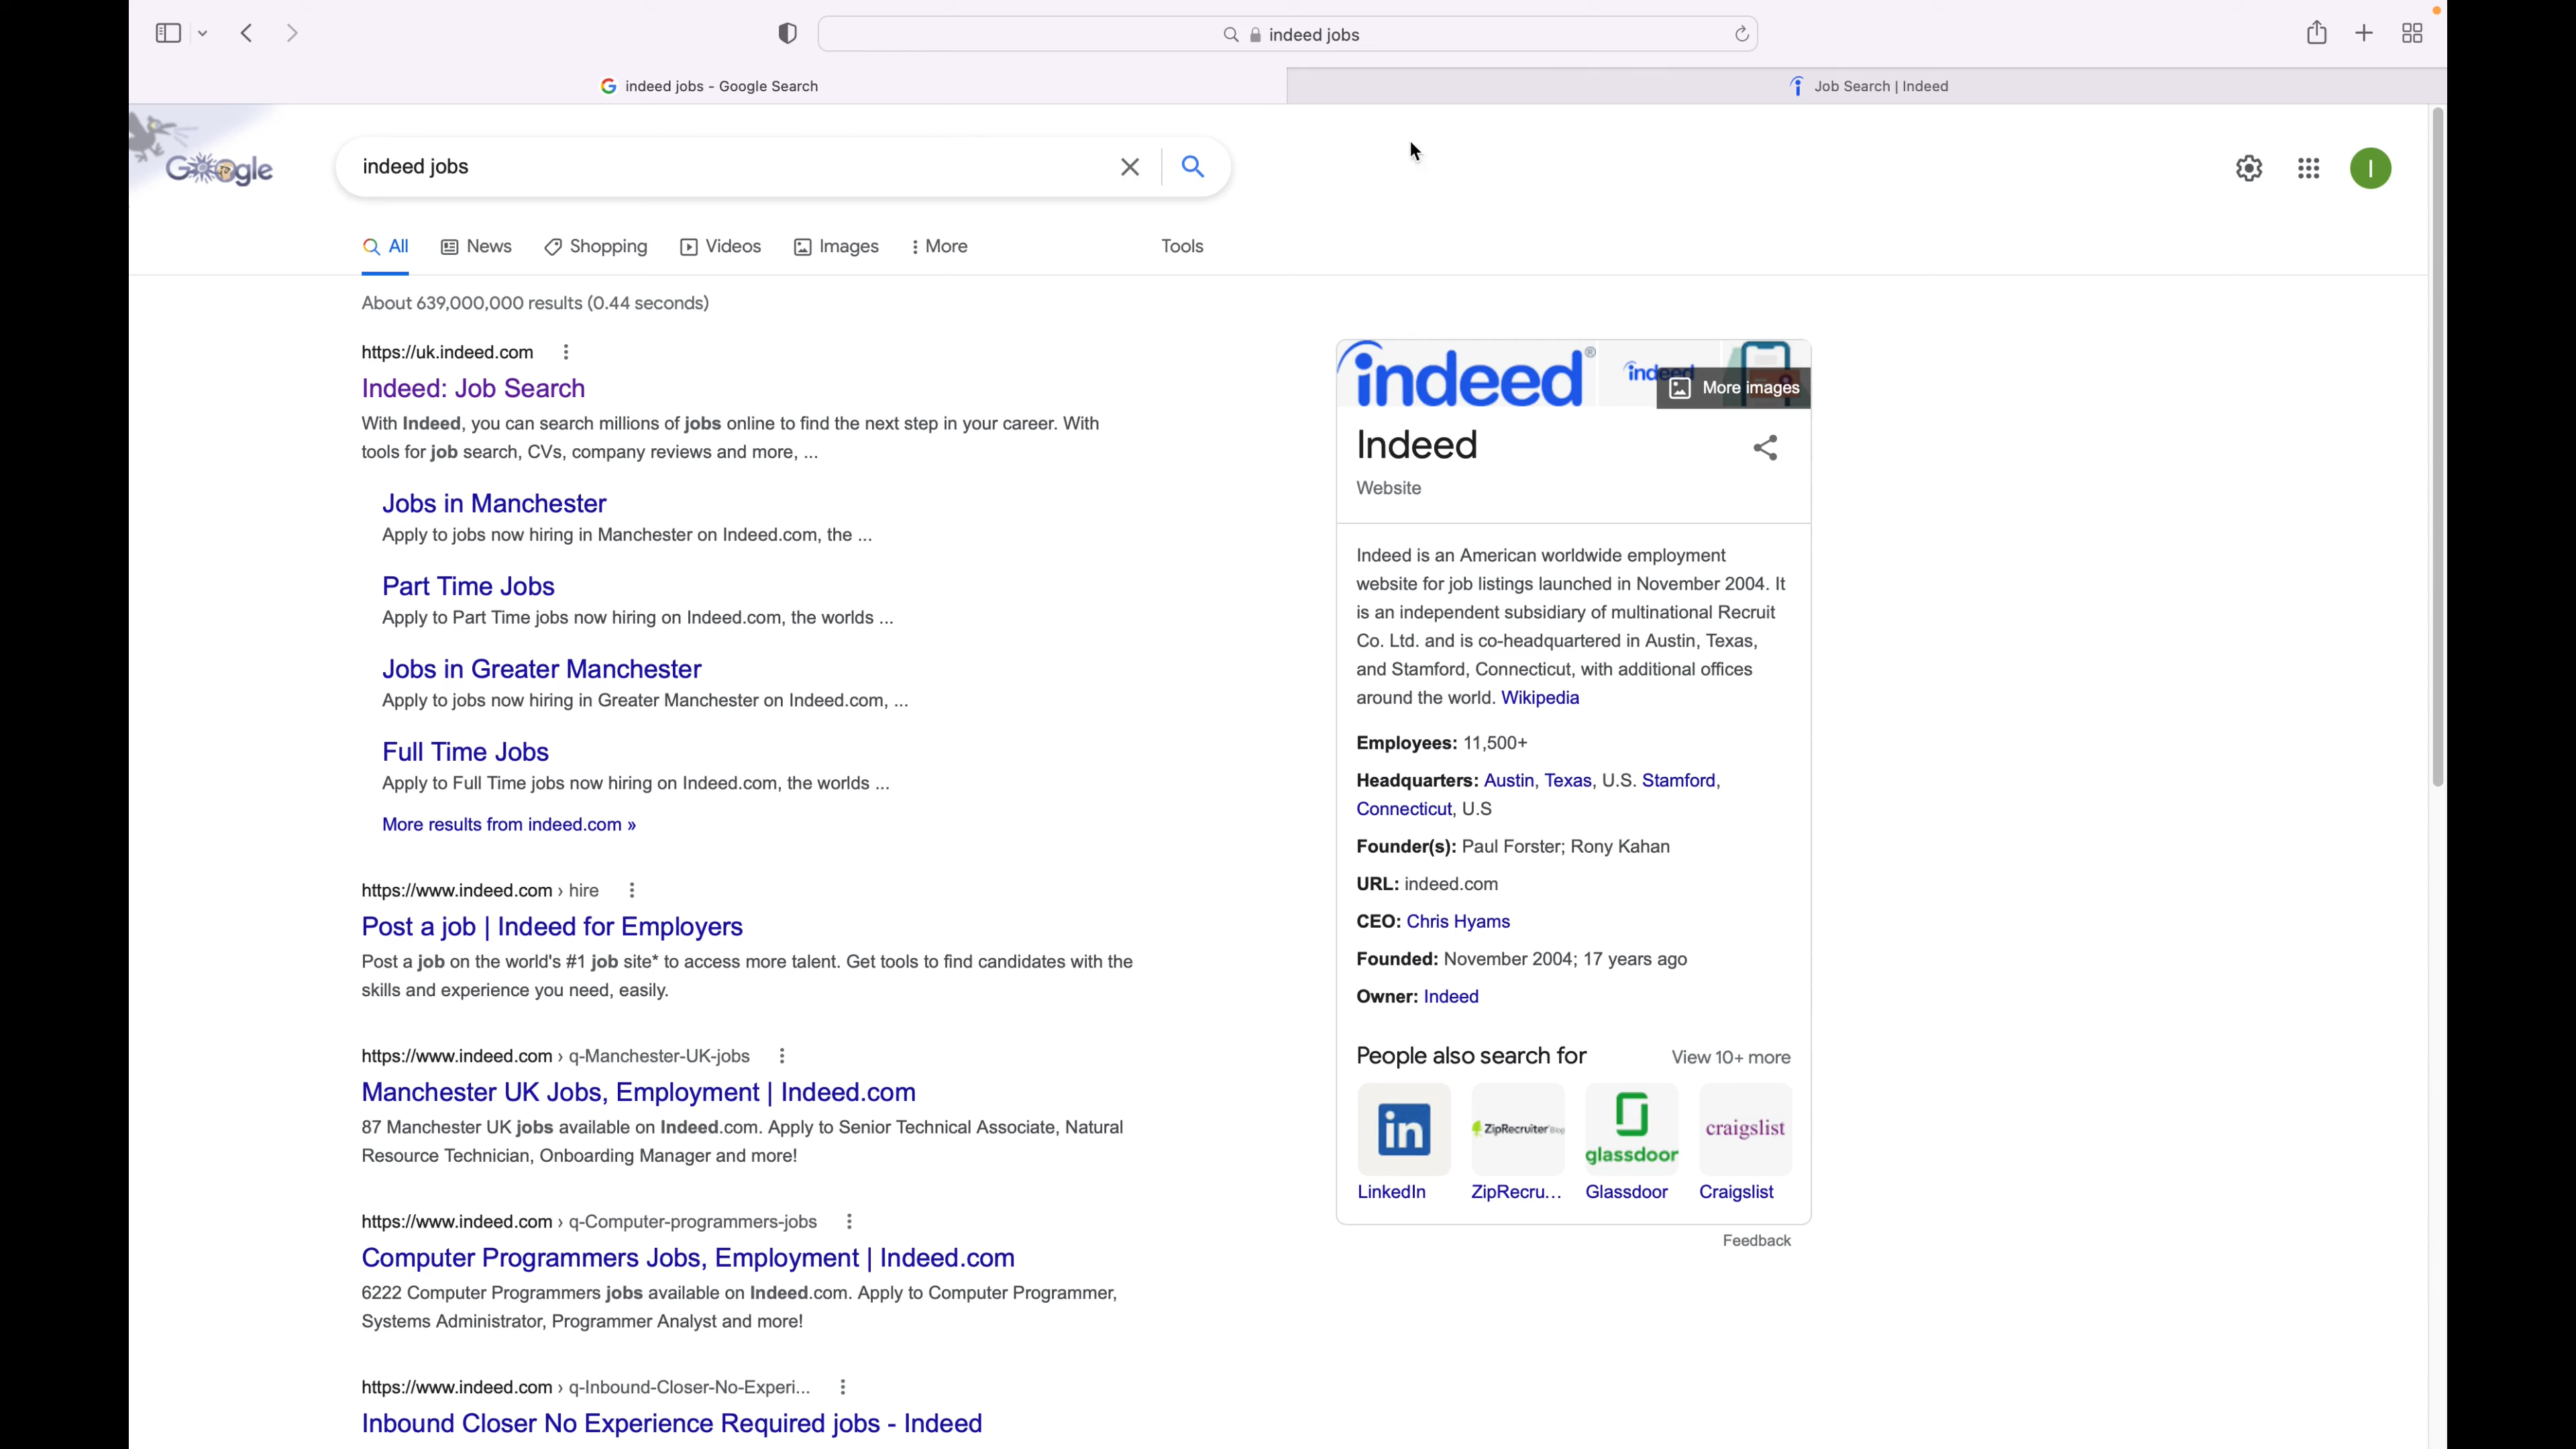 indeed jobs
indeed jobs - Google Search
Job Search | Indeed
Google
indeed jobs
All
News
Shopping
Videos
Images
More
Tools
I
About 639,000,000 results (0.44 seconds)
https://uk.indeed.com
Indeed: Job Search
With Indeed, you can search millions of jobs online to find the next step in your career. With
tools for job search, CVs, company reviews and more, ...
Jobs in Manchester
Apply to jobs now hiring in Manchester on Indeed.com, the ...
Part Time Jobs
Apply to Part Time jobs now hiring on Indeed.com, the worlds ...
Jobs in Greater Manchester
Apply to jobs now hiring in Greater Manchester on Indeed.com, ...
Full Time Jobs
Apply to Full Time jobs now hiring on Indeed.com, the worlds ...
More results from indeed.com »
https://www.indeed.com › hire
Post a job | Indeed for Employers
Post a job on the world's #1 job site* to access more talent. Get tools to find candidates with the
skills and experience you need, easily.
https://www.indeed.com › q-Manchester-UK-jobs
Manchester UK Jobs, Employment | Indeed.com
87 Manchester UK jobs available on Indeed.com. Apply to Senior Technical Associate, Natural
Resource Technician, Onboarding Manager and more!
https://www.indeed.com › q-Computer-programmers-jobs
Computer Programmers Jobs, Employment | Indeed.com
6222 Computer Programmers jobs available on Indeed.com. Apply to Computer Programmer,
Systems Administrator, Programmer Analyst and more!
https://www.indeed.com › q-Inbound-Closer-No-Experi...
Inbound Closer No Experience Required jobs - Indeed
indeed®
indeed
More images
Indeed
Website
Indeed is an American worldwide employment
website for job listings launched in November 2004. It
is an independent subsidiary of multinational Recruit
Co. Ltd. and is co-headquartered in Austin, Texas,
and Stamford, Connecticut, with additional offices
around the world. Wikipedia
Employees: 11,500+
Headquarters: Austin, Texas, U.S. Stamford,
Connecticut, U.S
Founder(s): Paul Forster; Rony Kahan
URL: indeed.com
CEO: Chris Hyams
Founded: November 2004; 17 years ago
Owner: Indeed
People also search for
View 10+ more
in
ZipRecruiter Blog
glassdoor
craigslist
LinkedIn
ZipRecru...
Glassdoor
Craigslist
Feedback